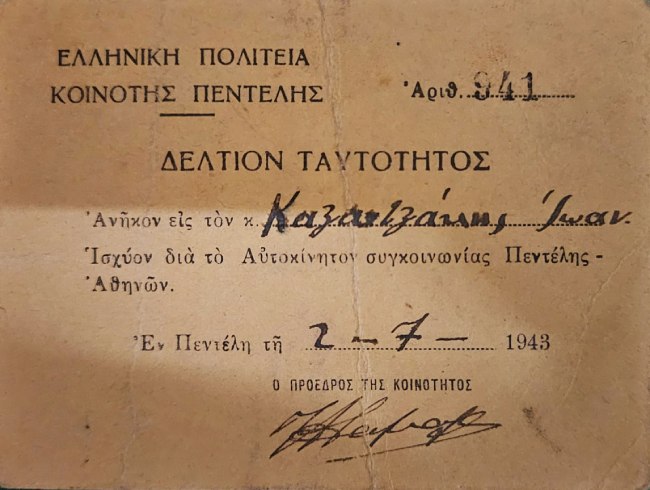 ΕΛΛΗΝΙΚΗ ΠΟΛΙΤΕΙΑ
ΚΟΙΝΟΤΗΣ ΠΕΝΤΕΛΗΣ
Ἀριθ. 941
ΔΕΛΤΙΟΝ ΤΑΥΤΟΤΗΤΟΣ
Ἀνῆκον εἰς τὸν κ. Καζαντζάκης Ἰωαν.
Ἰσχύον διὰ τὸ Αὐτοκίνητον συγκοινωνίας Πεντέλης -
Ἀθηνῶν.
Ἐν Πεντέλῃ τῇ 2 - 7 - 1943
Ο ΠΡΟΕΔΡΟΣ ΤΗΣ ΚΟΙΝΟΤΗΤΟΣ